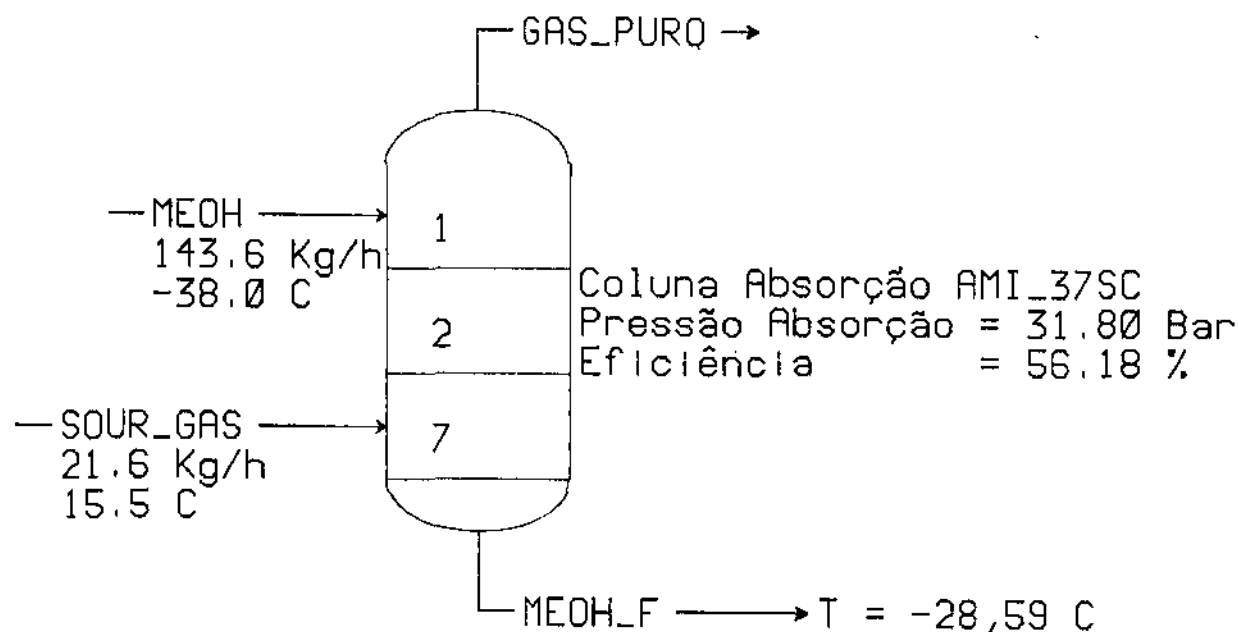 GAS_PURO
MEOH
143.6 Kg/h
-38.0 C
1
Coluna Absorção AMI_37SC
Pressão Absorção = 31.80 Bar
2
Eficiência = 56.18 %
SOUR_GAS
21.6 Kg/h
15.5 C
7
MEOH_F T = -28,59 C